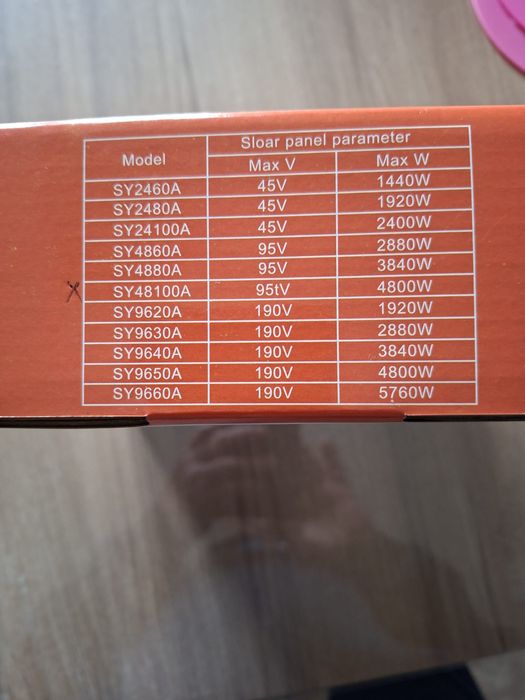 Sloar panel parameter
Model Max V Max W
SY2460A 45V 1440W
SY2480A 45V 1920W
SY24100A 45V 2400W
SY4860A 95V 2880W
SY4880A 95V 3840W
X SY48100A 95tV 4800W
SY9620A 190V 1920W
SY9630A 190V 2880W
SY9640A 190V 3840W
SY9650A 190V 4800W
SY9660A 190V 5760W